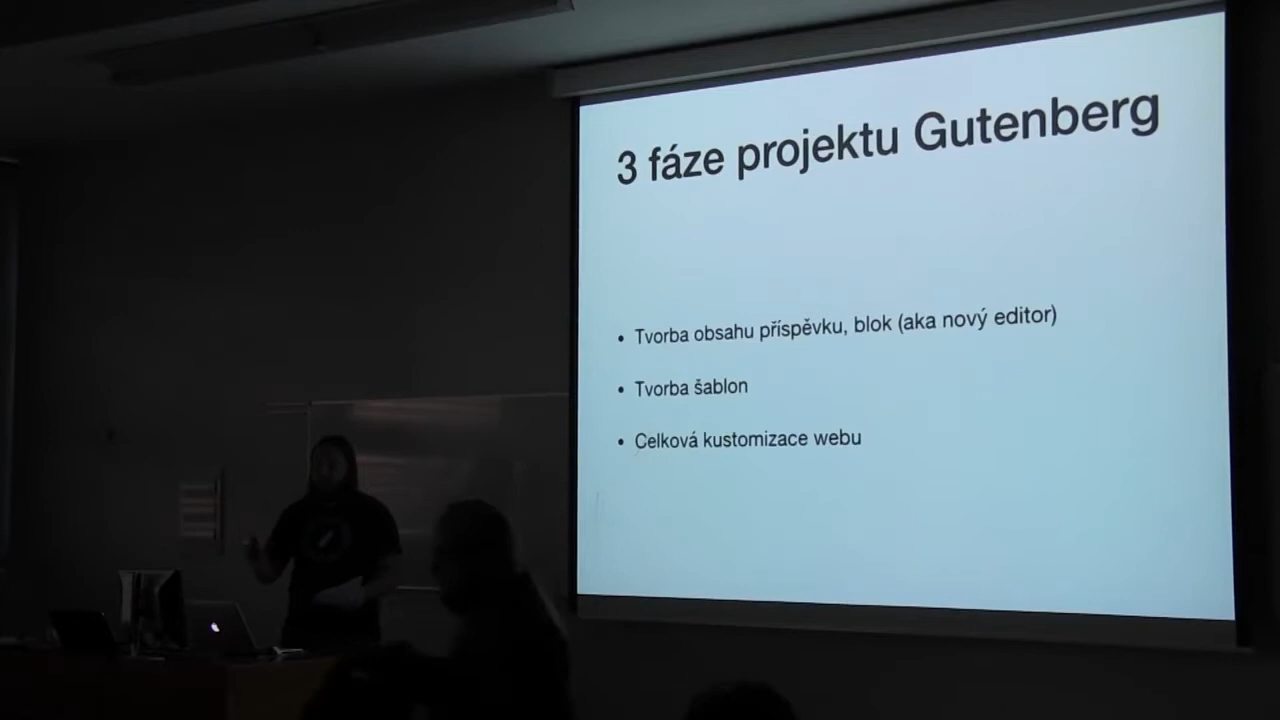 3 fáze projektu Gutenberg
• Tvorba obsahu příspěvku, blok (aka nový editor)
• Tvorba šablon
• Celková kustomizace webu